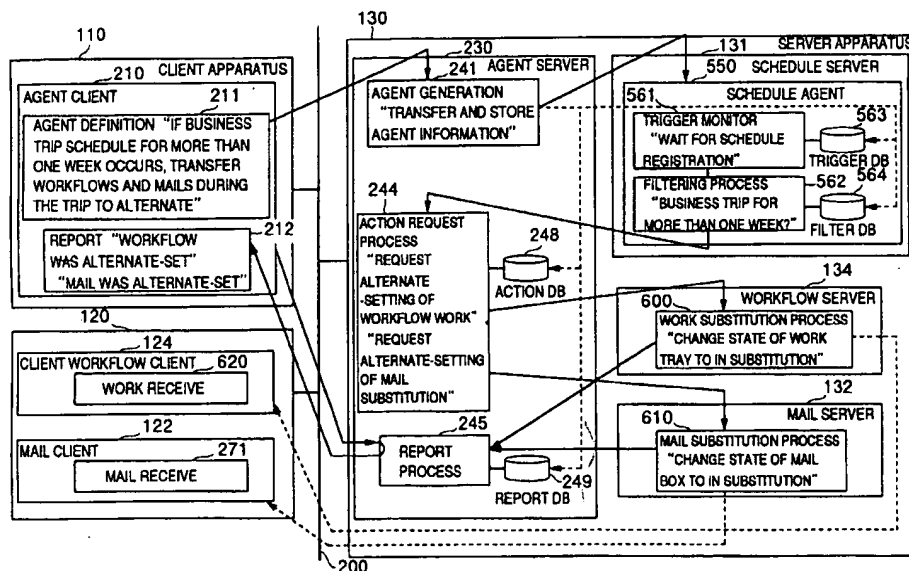 110
CLIENT APPARATUS
210
AGENT CLIENT
211
AGENT DEFINITION "IF BUSINESS
TRIP SCHEDULE FOR MORE THAN
ONE WEEK OCCURS, TRANSFER
WORKFLOWS AND MAILS DURING
THE TRIP TO ALTERNATE"
212
REPORT "WORKFLOW
WAS ALTERNATE-SET"
"MAIL WAS ALTERNATE-SET"
120
124
CLIENT WORKFLOW CLIENT
620
WORK RECEIVE
122
MAIL CLIENT
271
MAIL RECEIVE
200
130
SERVER APPARATUS
230
AGENT SERVER
241
AGENT GENERATION
"TRANSFER AND STORE
AGENT INFORMATION"
244
ACTION REQUEST
PROCESS
"REQUEST
ALTERNATE
-SETTING OF
WORKFLOW WORK"
"REQUEST
ALTERNATE-SETTING
OF MAIL
SUBSTITUTION"
248
ACTION DB
245
REPORT
PROCESS
REPORT DB
249
131
SCHEDULE SERVER
550
SCHEDULE AGENT
561
TRIGGER MONITOR
"WAIT FOR SCHEDULE
REGISTRATION"
563
TRIGGER DB
FILTERING PROCESS
562
"BUSINESS TRIP FOR
MORE THAN ONE WEEK?"
564
FILTER DB
134
WORKFLOW SERVER
600
WORK SUBSTITUTION PROCESS
"CHANGE STATE OF WORK
TRAY TO IN SUBSTITUTION"
132
MAIL SERVER
610
MAIL SUBSTITUTION PROCESS
"CHANGE STATE OF MAIL
BOX TO IN SUBSTITUTION"